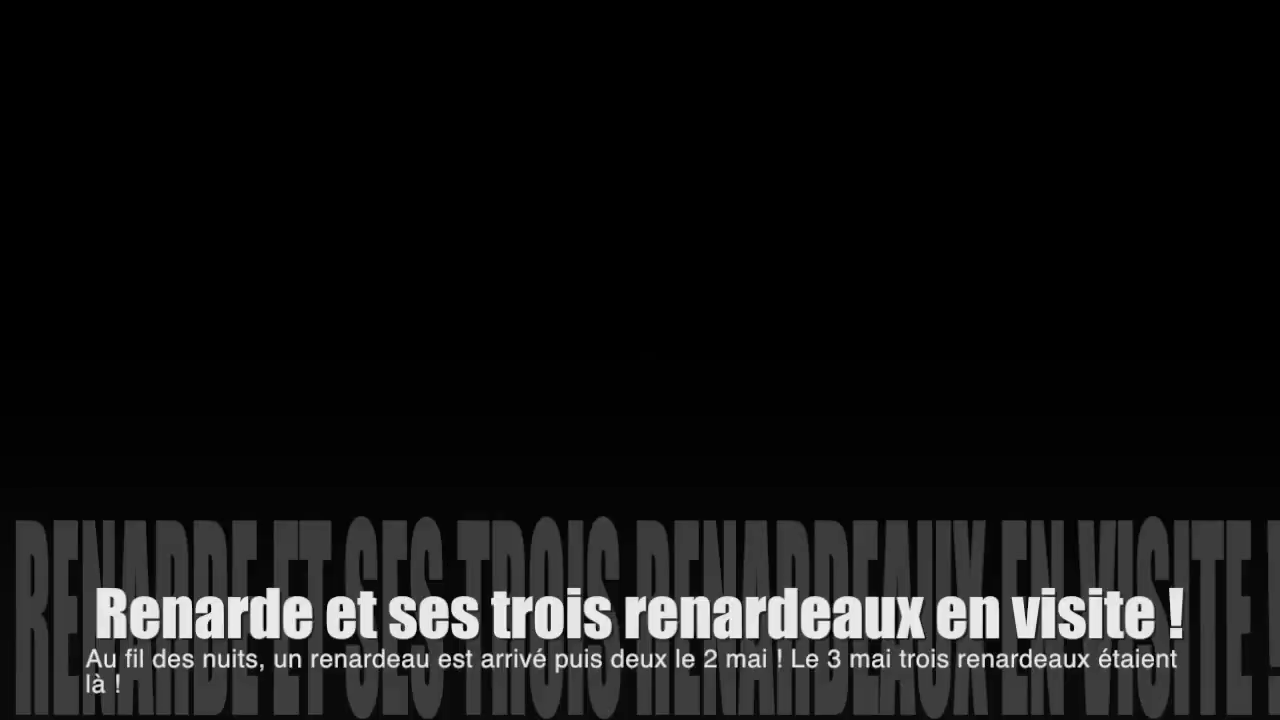 RENARDE ET SES TROIS RENARDEAUX EN VISITE !
Renarde et ses trois renardeaux en visite !
Au fil des nuits, un renardeau est arrivé puis deux le 2 mai ! Le 3 mai trois renardeaux étaient
là !